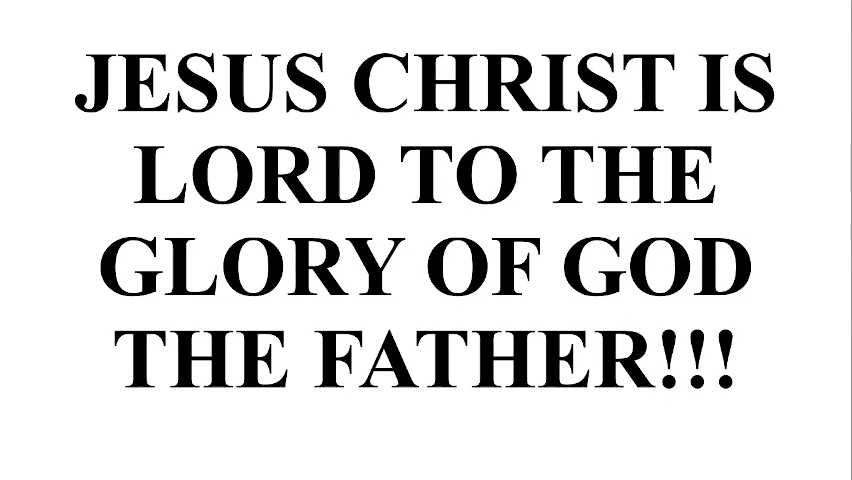 JESUS CHRIST IS
LORD TO THE
GLORY OF GOD
THE FATHER!!!